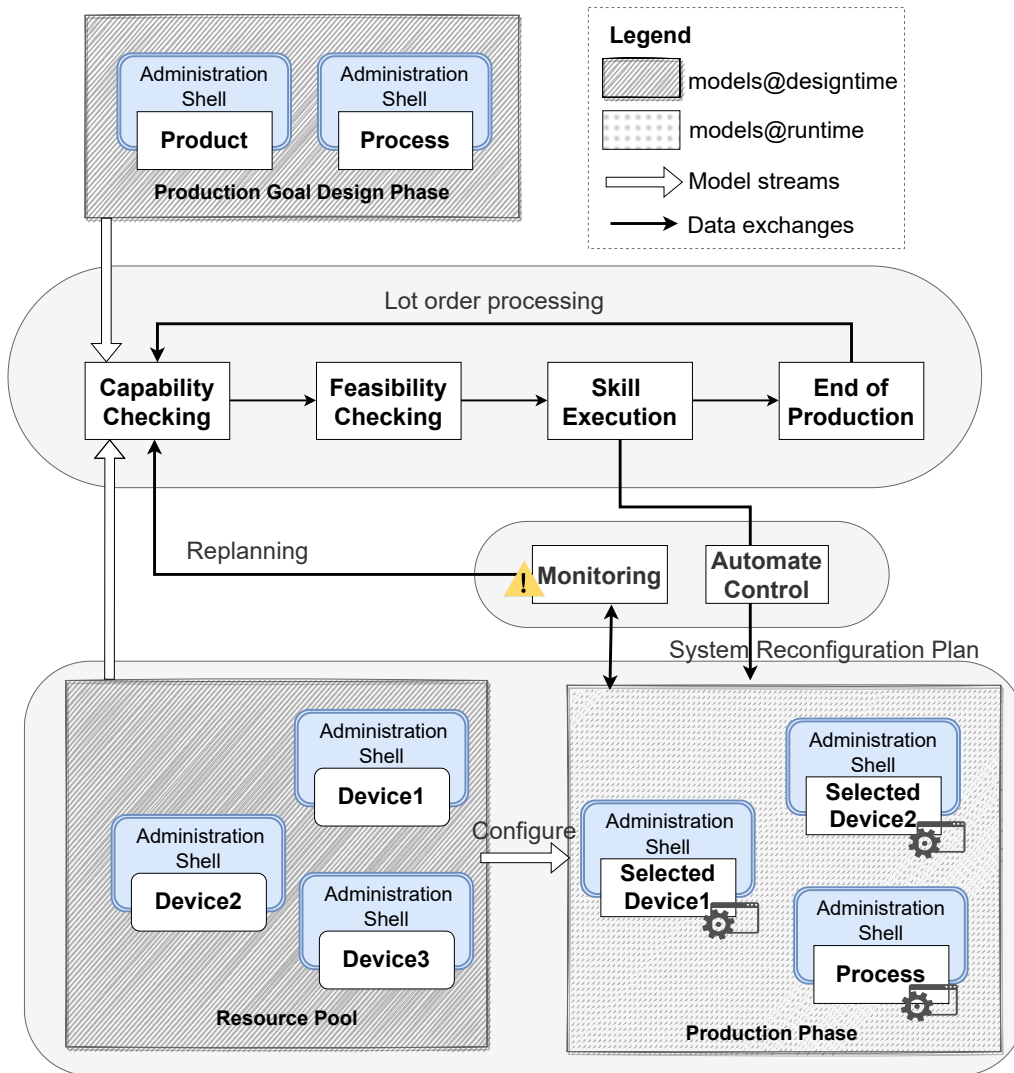 Administration
Shell
Product
Administration
Shell
Process
Production Goal Design Phase
Legend
models@designtime
models@runtime
Model streams
Data exchanges
Lot order processing
Capability
Checking
Feasibility
Checking
Skill
Execution
End of
Production
Replanning
!
Monitoring
Automate
Control
System Reconfiguration Plan
Administration
Shell
Device1
Administration
Shell
Device2
Administration
Shell
Device3
Resource Pool
Configure
Administration
Shell
Selected
Device2
Administration
Shell
Selected
Device1
Administration
Shell
Process
Production Phase